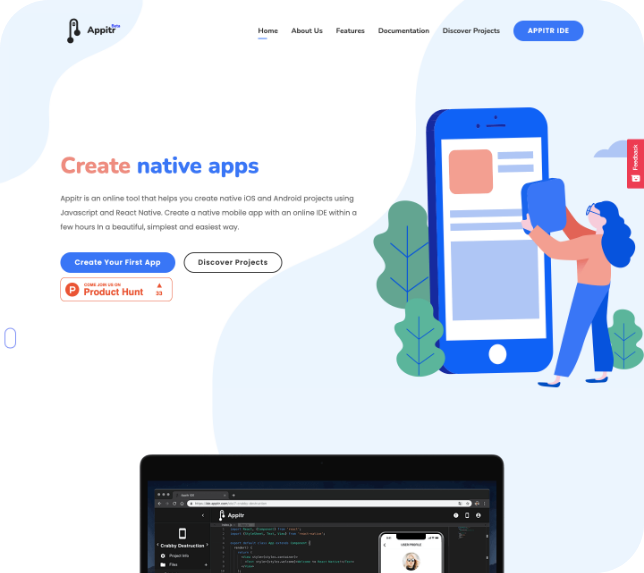 Appitr Beta
Home About Us Features Documentation Discover Projects APPITR IDE
Feedback
Create native apps
Appitr is an online tool that helps you create native iOS and Android projects using
Javascript and React Native. Create a native mobile app with an online IDE within a
few hours In a beautiful, simplest and easiest way.
Create Your First App Discover Projects
COME JOIN US ON
Product Hunt
33
Appitr
Crabby Destruction
Project Info
Files
USER PROFILE